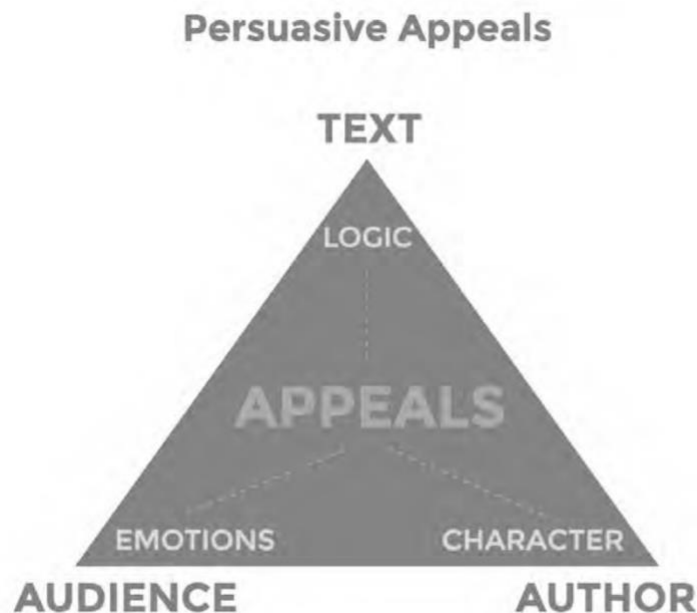 Persuasive Appeals
TEXT
LOGIC
APPEALS
EMOTIONS CHARACTER
AUDIENCE AUTHOR